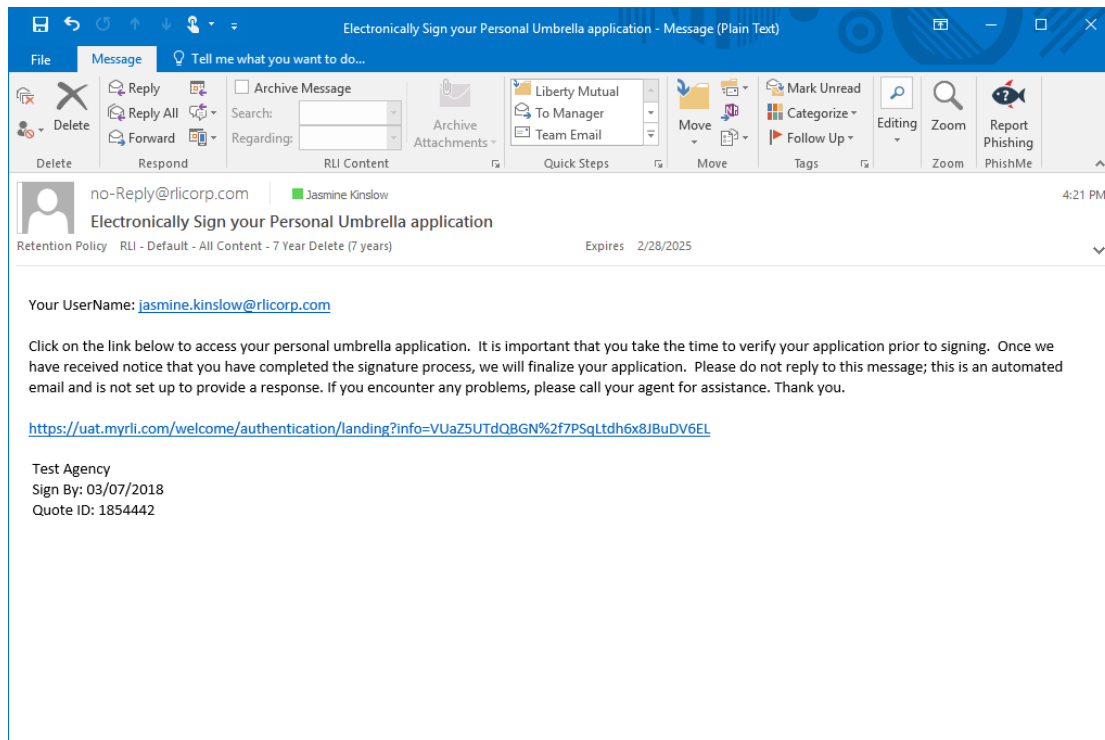 Electronically Sign your Personal Umbrella application - Message (Plain Text)
File Message Tell me what you want to do...
Delete
Reply
Reply All
Forward
Archive Message
Search:
Regarding:
Archive Attachments
Liberty Mutual
To Manager
Team Email
Move
Mark Unread
Categorize
Follow Up
Editing
Zoom
Report Phishing
Delete Respond RLI Content Quick Steps Move Tags Zoom PhishMe
no-Reply@rlicorp.com Jasmine Kinslow 4:21 PM
Electronically Sign your Personal Umbrella application
Retention Policy RLI - Default - All Content - 7 Year Delete (7 years) Expires 2/28/2025
Your UserName: jasmine.kinslow@rlicorp.com
Click on the link below to access your personal umbrella application. It is important that you take the time to verify your application prior to signing. Once we
have received notice that you have completed the signature process, we will finalize your application. Please do not reply to this message; this is an automated
email and is not set up to provide a response. If you encounter any problems, please call your agent for assistance. Thank you.
https://uat.myrli.com/welcome/authentication/landing?info=VUaZ5UTdQBGN%2f7PSqLtdh6x8JBuDV6EL
Test Agency
Sign By: 03/07/2018
Quote ID: 1854442